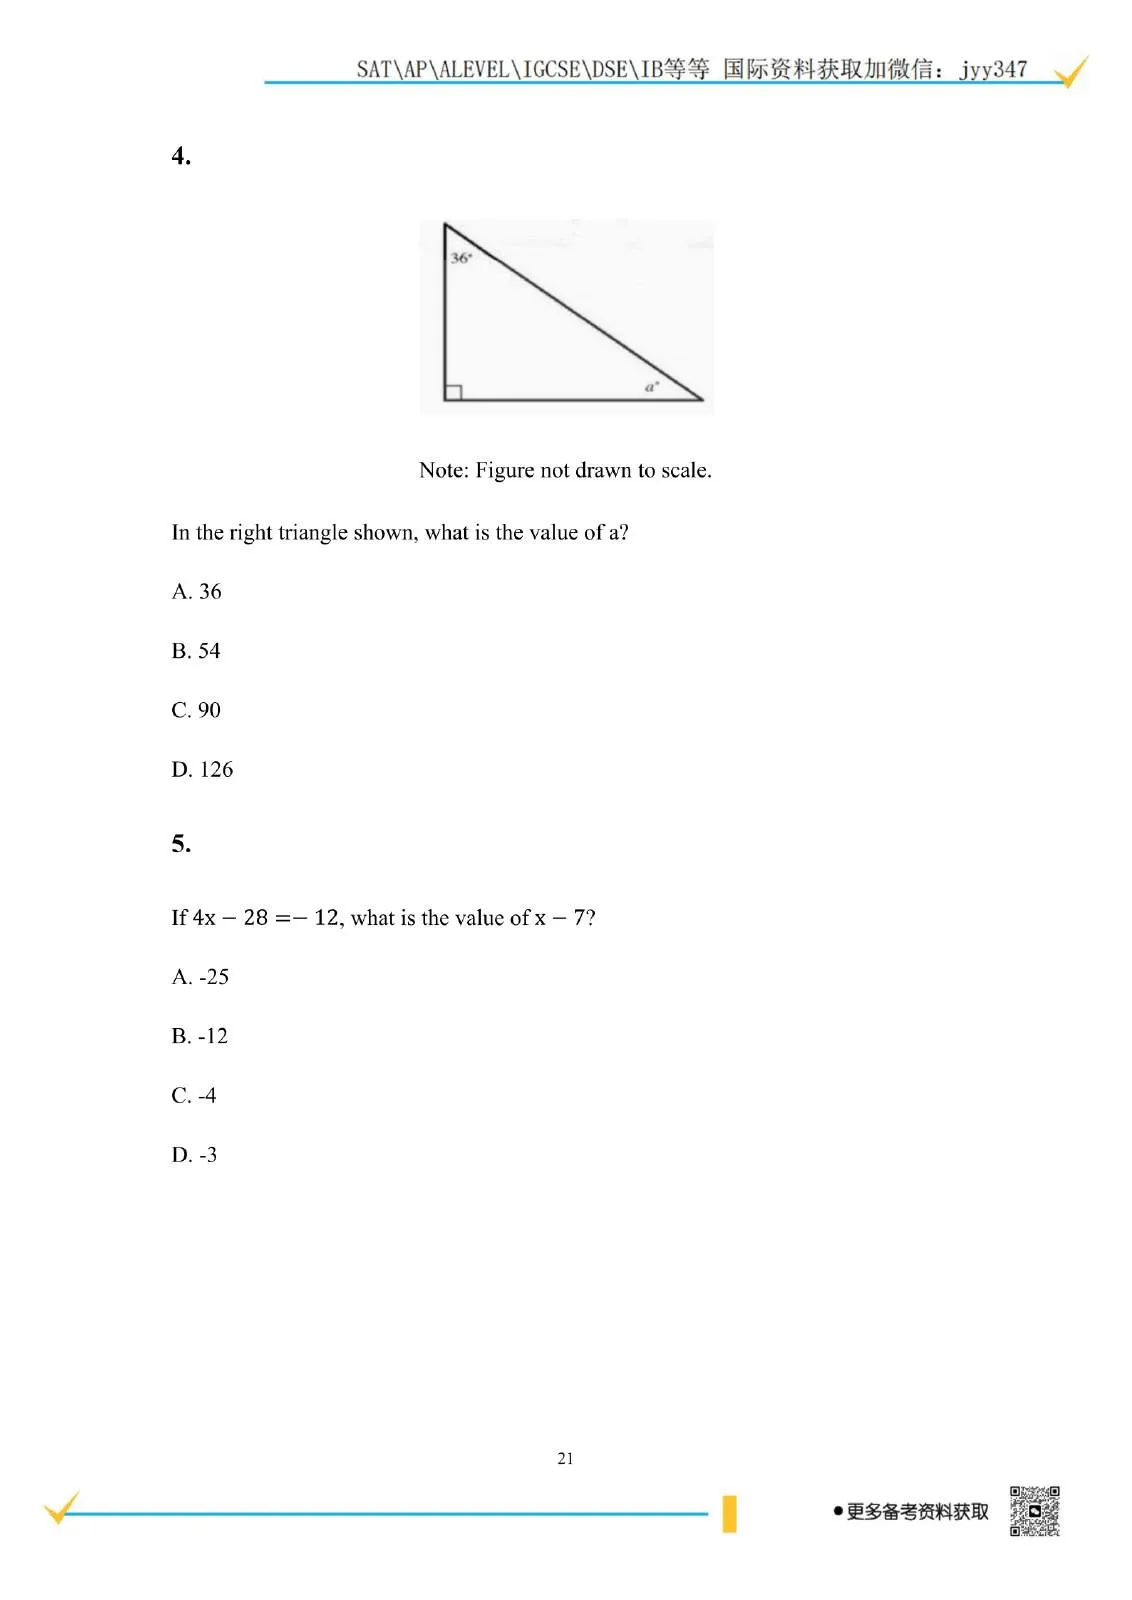 SAT\AP\ALEVEL\IGCSE\DSE\IB等等 国际资料获取加微信：jyy347
4.
36°
a°
Note: Figure not drawn to scale.
In the right triangle shown, what is the value of a?
A. 36
B. 54
C. 90
D. 126
5.
If 4x − 28 =− 12, what is the value of x − 7?
A. -25
B. -12
C. -4
D. -3
21
●更多备考资料获取